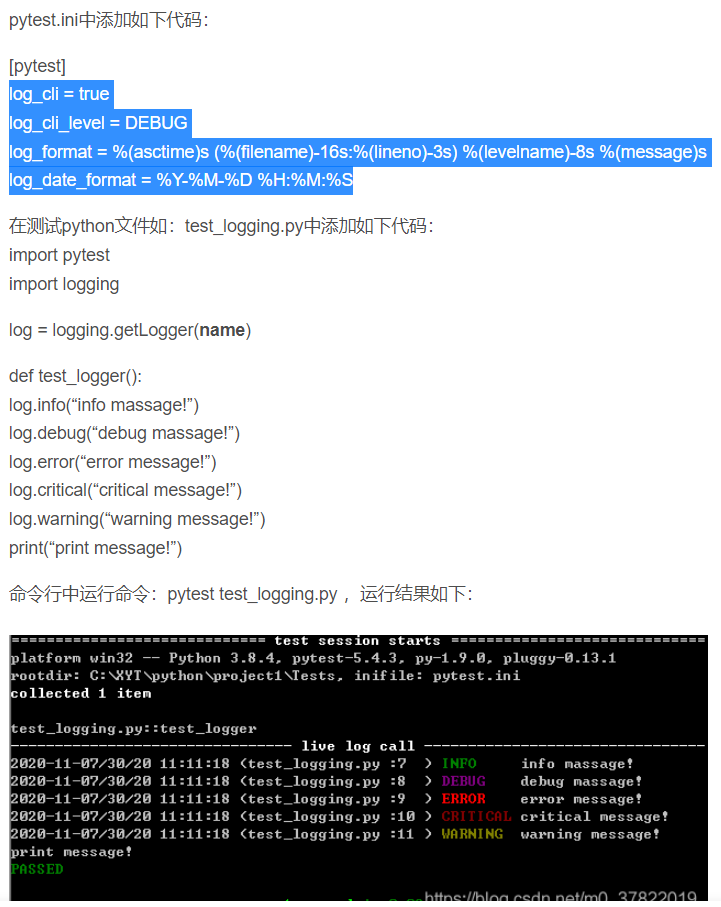 pytest.ini中添加如下代码：
[pytest]
log_cli = true
log_cli_level = DEBUG
log_format = %(asctime)s (%(filename)-16s:%(lineno)-3s) %(levelname)-8s %(message)s
log_date_format = %Y-%M-%D %H:%M:%S
在测试python文件如：test_logging.py中添加如下代码：
import pytest
import logging
log = logging.getLogger(name)
def test_logger():
log.info(“info massage!”)
log.debug(“debug massage!”)
log.error(“error message!”)
log.critical(“critical message!”)
log.warning(“warning message!”)
print(“print message!”)
命令行中运行命令：pytest test_logging.py ，运行结果如下：
============================ test session starts ============================
platform win32 -- Python 3.8.4, pytest-5.4.3, py-1.9.0, pluggy-0.13.1
rootdir: C:\XYT\python\project1\Tests, inifile: pytest.ini
collected 1 item
test_logging.py::test_logger
------------------------------- live log call -------------------------------
2020-11-07/30/20 11:11:18 (test_logging.py :7  ) INFO     info massage!
2020-11-07/30/20 11:11:18 (test_logging.py :8  ) DEBUG    debug massage!
2020-11-07/30/20 11:11:18 (test_logging.py :9  ) ERROR    error message!
2020-11-07/30/20 11:11:18 (test_logging.py :10 ) CRITICAL critical message!
2020-11-07/30/20 11:11:18 (test_logging.py :11 ) WARNING  warning message!
print message!
PASSED
https://blog.csdn.net/m0_37822019